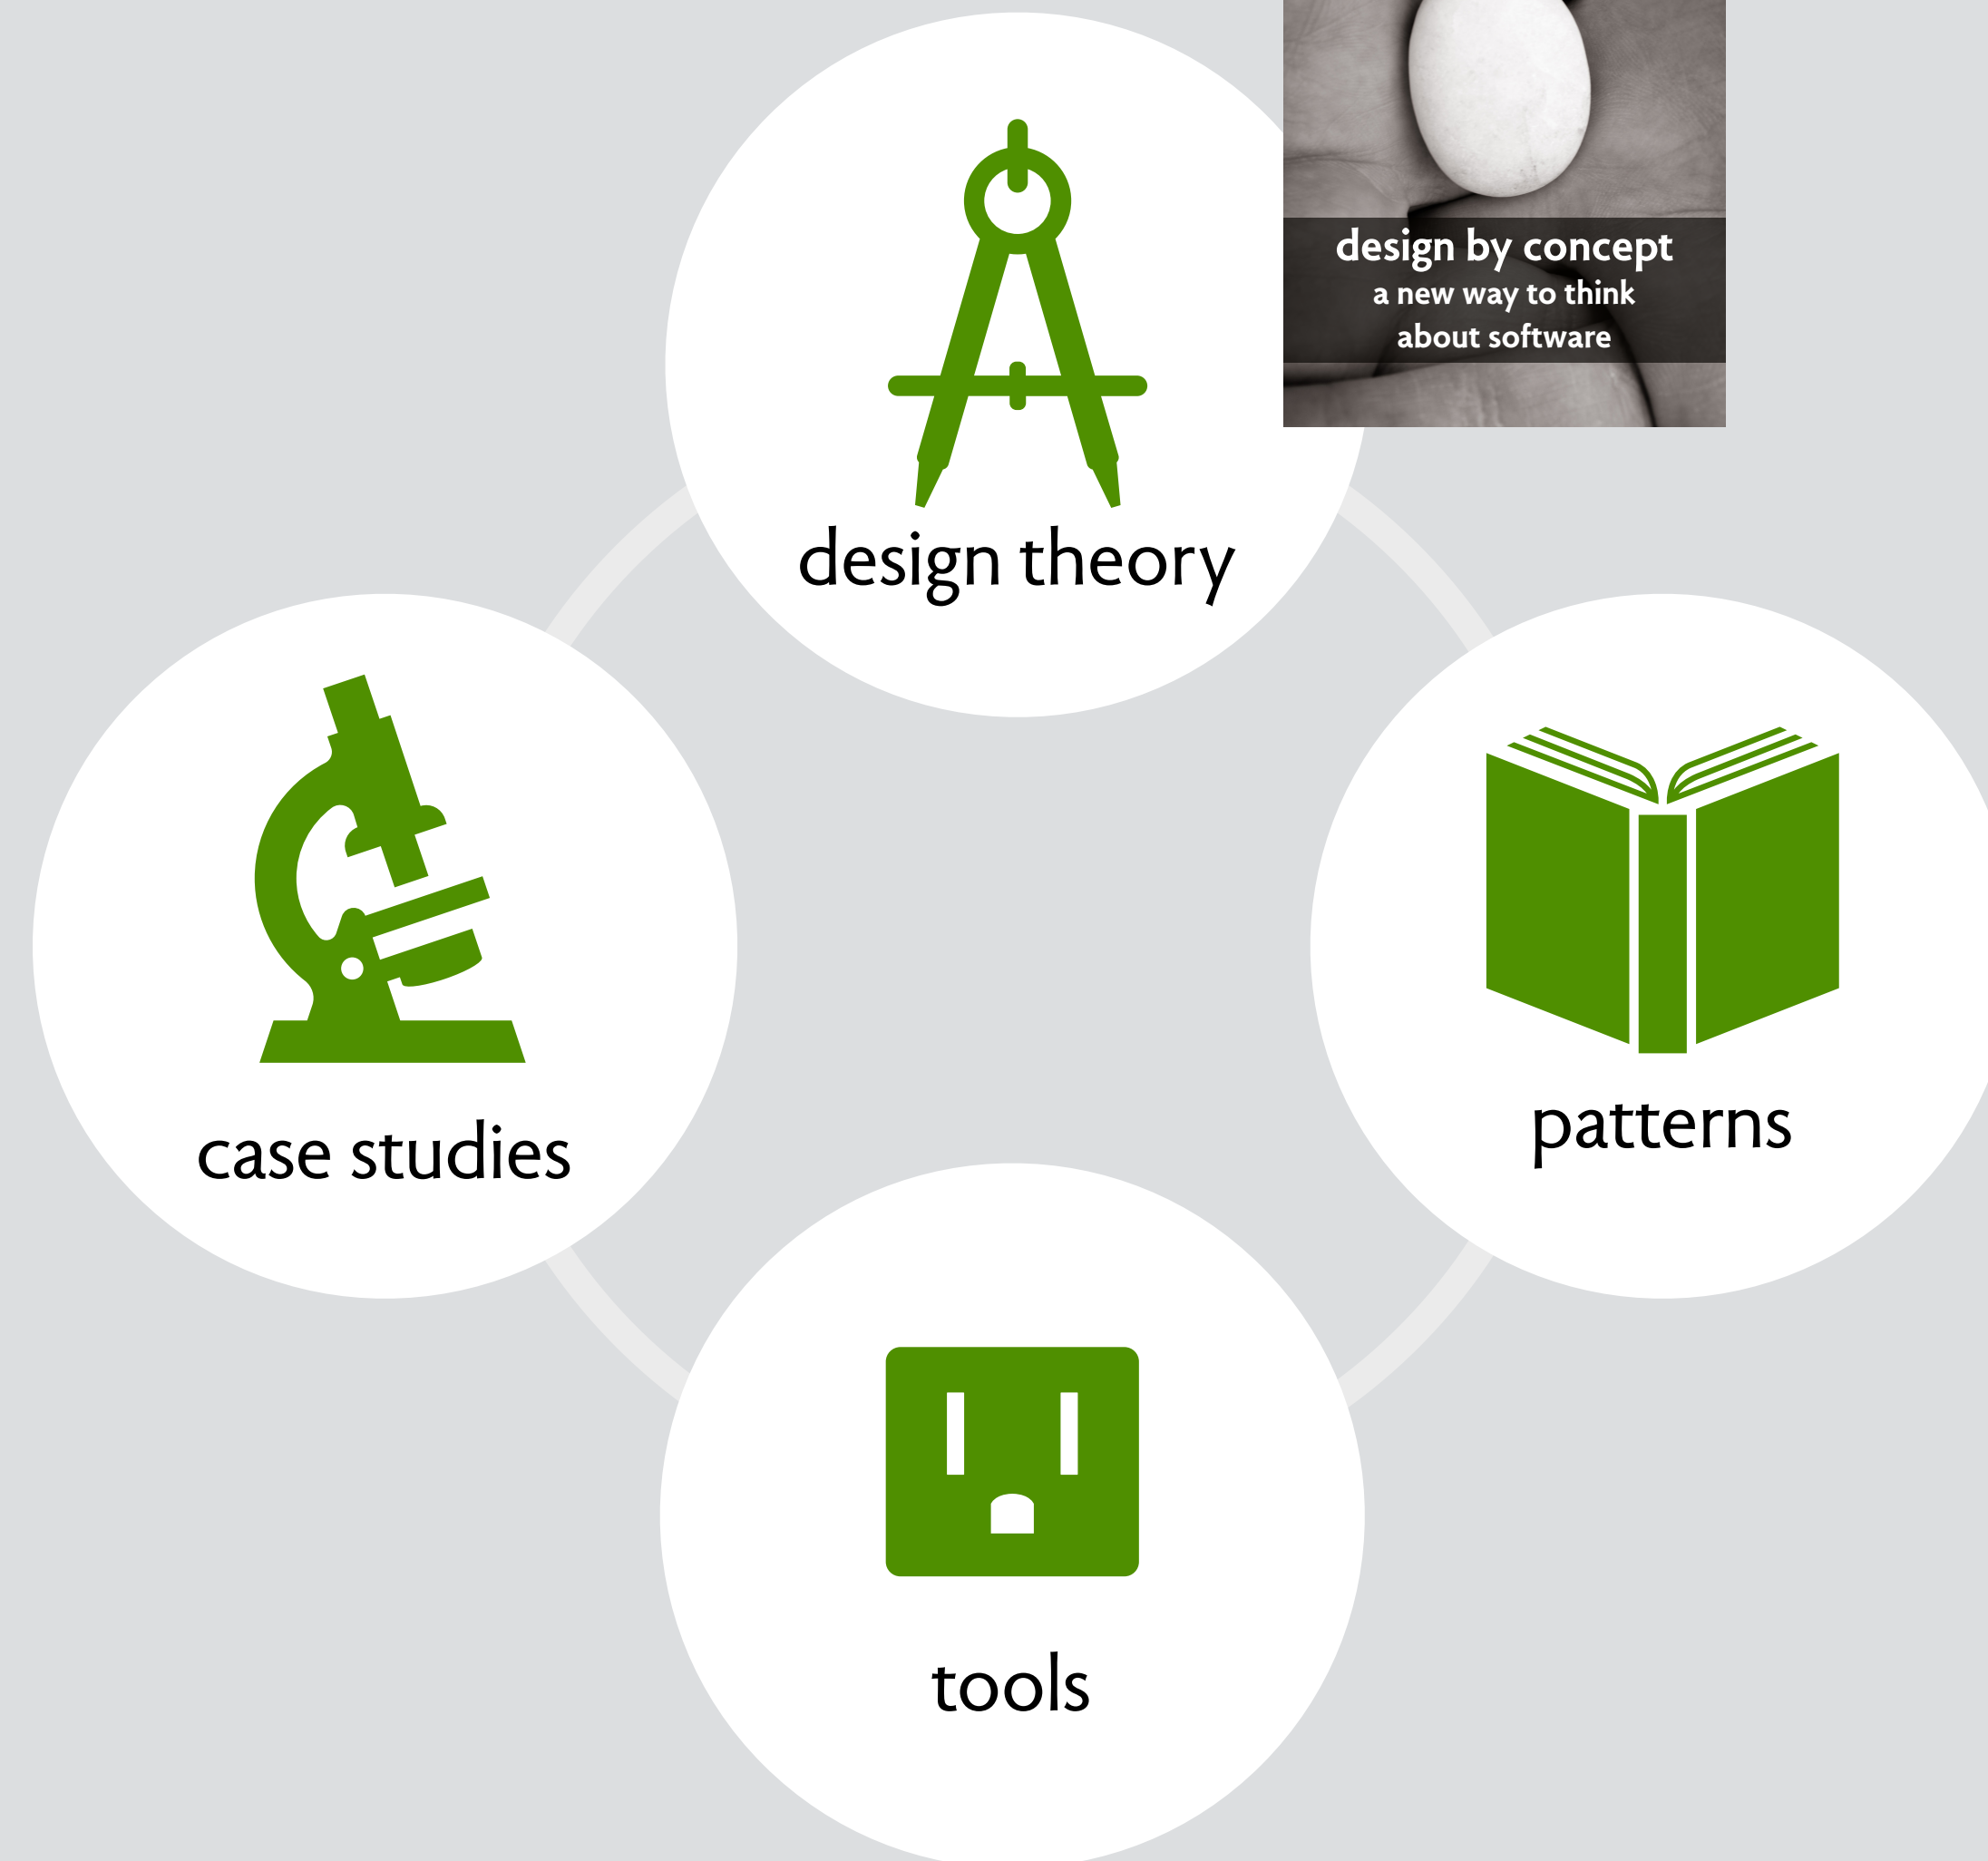 design by concept
a new way to think
about software
design theory
case studies
patterns
tools